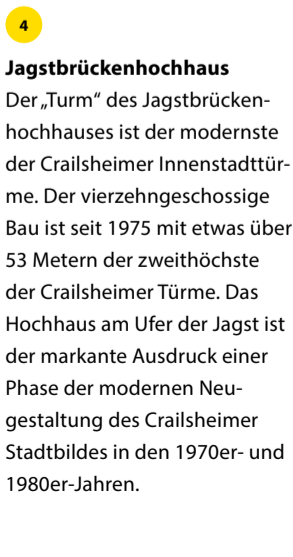 4
Jagstbrückenhochhaus
Der „Turm“ des Jagstbrücken-
hochhauses ist der modernste
der Crailsheimer Innenstadttür-
me. Der vierzehngeschossige
Bau ist seit 1975 mit etwas über
53 Metern der zweithöchste
der Crailsheimer Türme. Das
Hochhaus am Ufer der Jagst ist
der markante Ausdruck einer
Phase der modernen Neu-
gestaltung des Crailsheimer
Stadtbildes in den 1970er- und
1980er-Jahren.